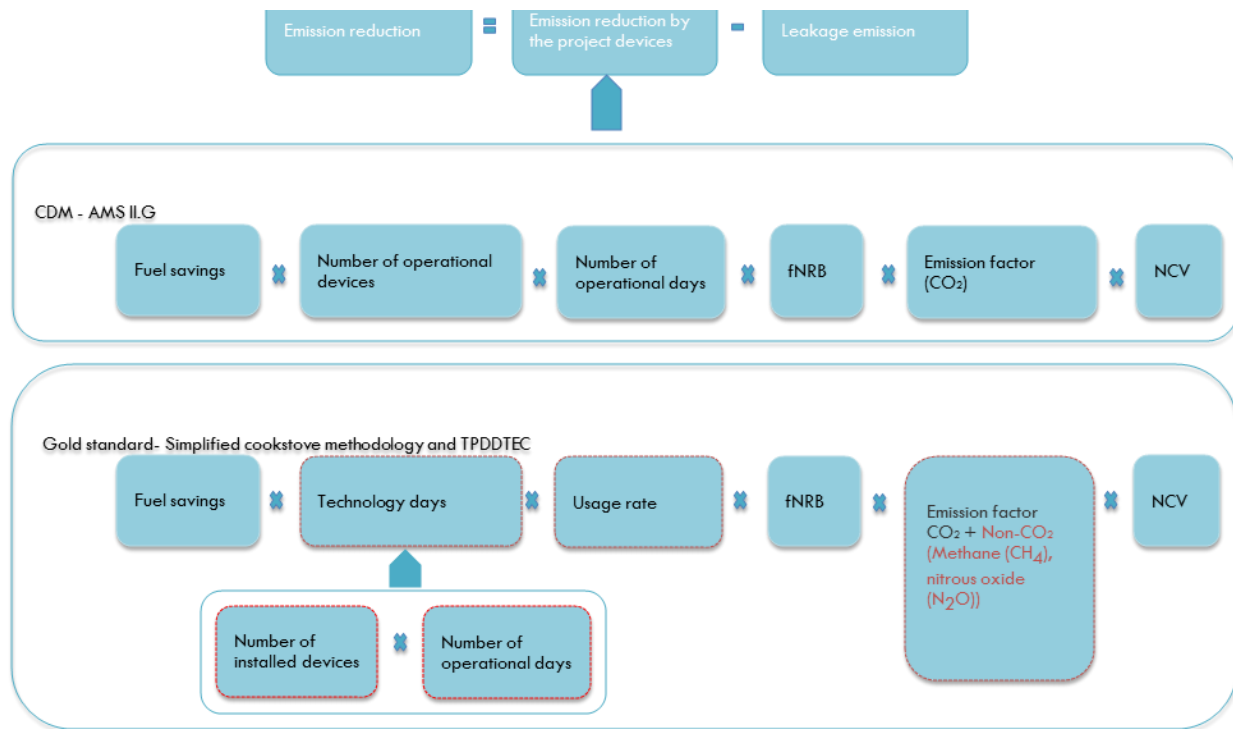 Emission reduction
=
Emission reduction by
the project devices
-
Leakage emission
CDM - AMS II.G
Fuel savings
×
Number of operational
devices
×
Number of
operational days
×
fNRB
×
Emission factor
(CO₂)
×
NCV
Gold standard- Simplified cookstove methodology and TPDDTEC
Fuel savings
×
Technology days
×
Usage rate
×
fNRB
×
Emission factor
CO₂ + Non-CO₂
(Methane (CH₄),
nitrous oxide
(N₂O))
×
NCV
Number of
installed devices
×
Number of
operational days